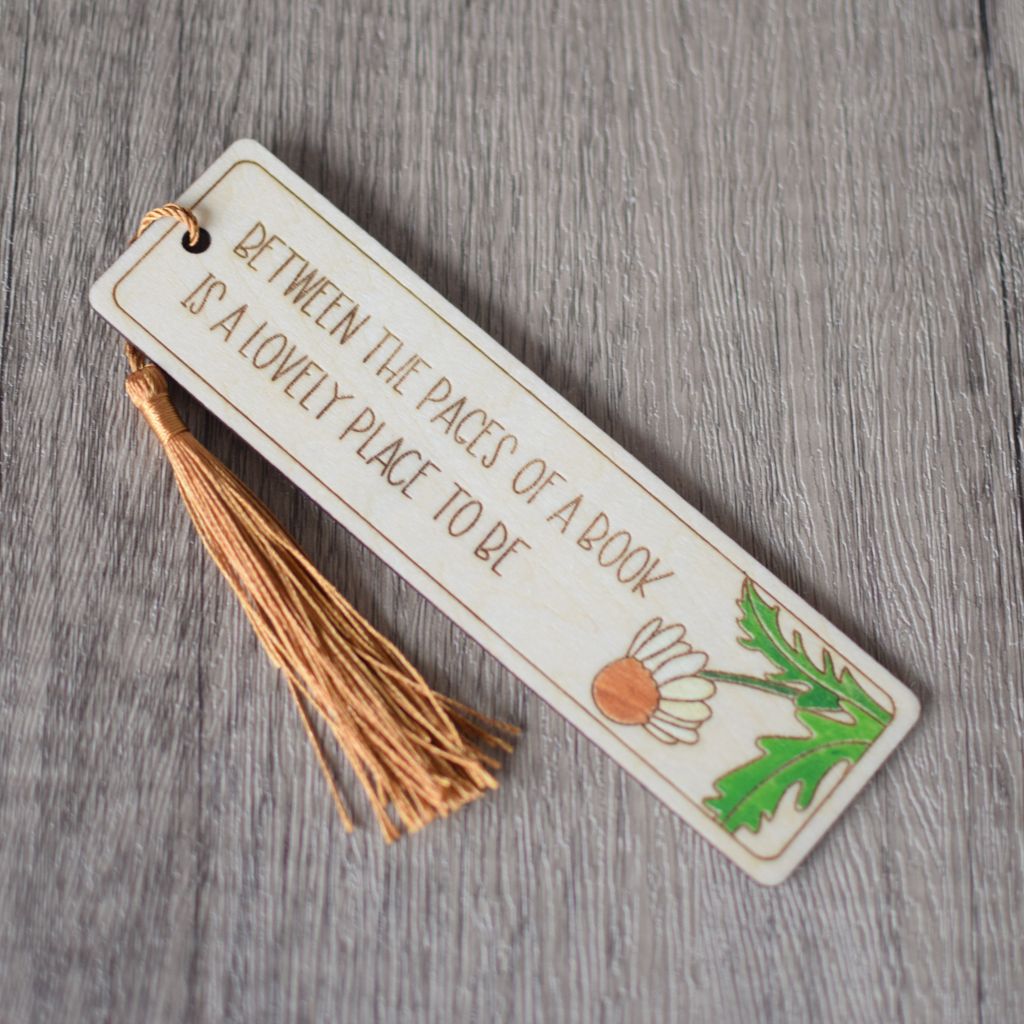 BETWEEN THE PAGES OF A BOOK
IS A LOVELY PLACE TO BE